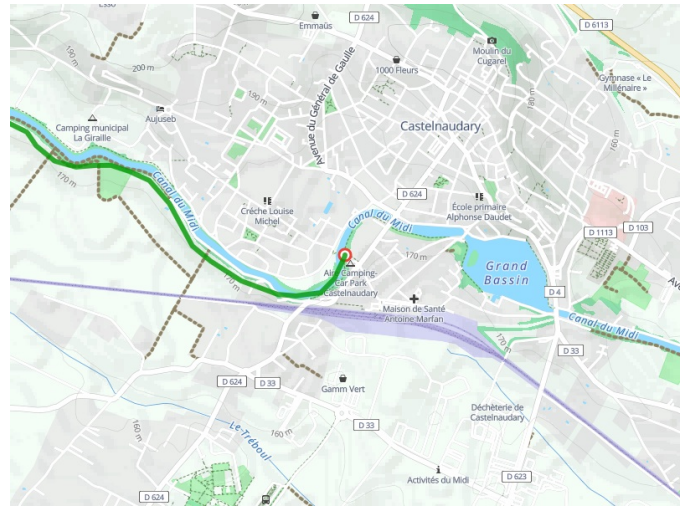 Emmaüs
D 624
D 6113
Moulin du
Cugarel
1000 Fleurs
Gymnase « Le
Millénaire »
190 m
200 m
190 m
180 m
160 m
Avenue du Général de Gaulle
Camping municipal
La Giraille
Aujuseb
Castelnaudary
170 m
Canal du Midi
Crèche Louise
Michel
D 624
École primaire
Alphonse Daudet
Canal du Midi
D 103
D 1113
170 m
Aire Camping-
Car Park
Castelnaudary
Grand
Bassin
170 m
D 4
Maison de Santé
Antoine Marfan
Canal du Midi
170 m
D 33
D 624
D 33
Gamm Vert
160 m
D 33
Le Tréboul
Déchèterie de
Castelnaudary
160 m
Activités du Midi
D 623
D 624